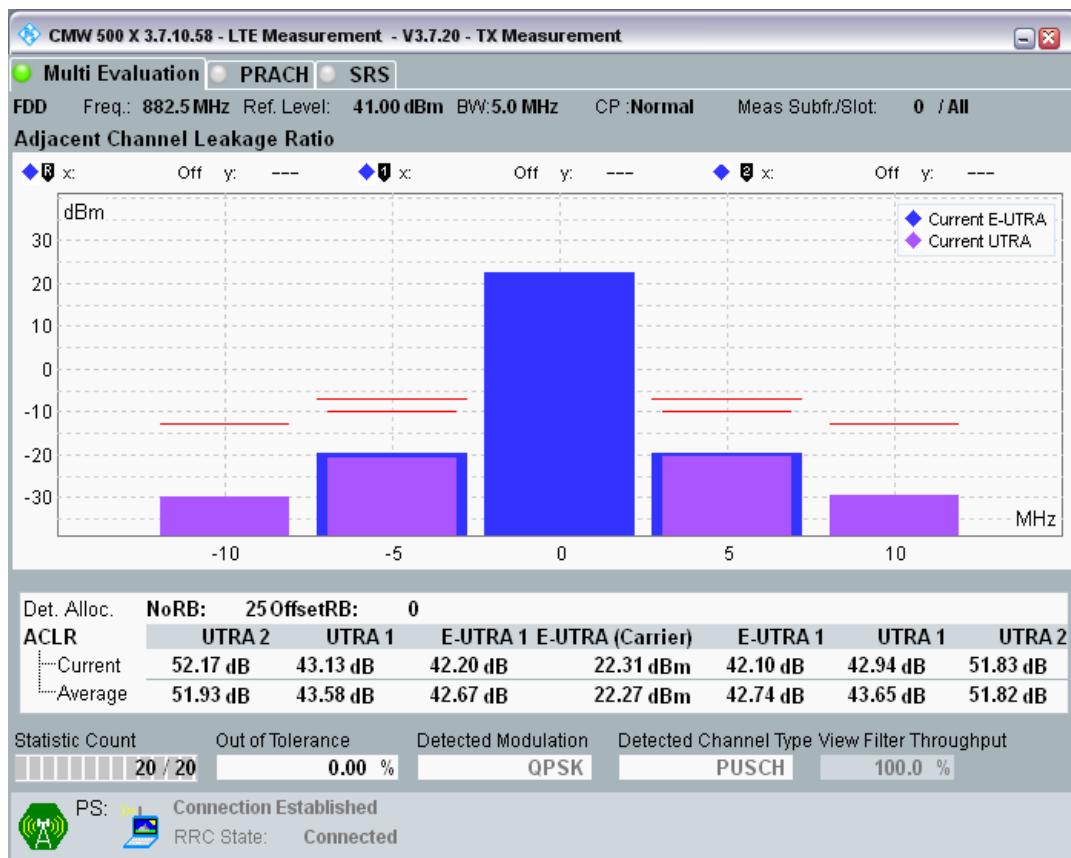 CMW 500 X 3.7.10.58 - LTE Measurement - V3.7.20 - TX Measurement
Multi Evaluation PRACH SRS
FDD Freq.: 882.5 MHz Ref. Level: 41.00 dBm BW:5.0 MHz CP :Normal Meas Subfr./Slot: 0 / All
Adjacent Channel Leakage Ratio
R x: Off y: --- 1 x: Off y: --- 2 x: Off y: ---
dBm
Current E-UTRA
Current UTRA
30
20
10
0
-10
-20
-30
MHz
-10 -5 0 5 10
Det. Alloc. NoRB: 25 OffsetRB: 0
ACLR UTRA 2 UTRA 1 E-UTRA 1 E-UTRA (Carrier) E-UTRA 1 UTRA 1 UTRA 2
Current 52.17 dB 43.13 dB 42.20 dB 22.31 dBm 42.10 dB 42.94 dB 51.83 dB
Average 51.93 dB 43.58 dB 42.67 dB 22.27 dBm 42.74 dB 43.65 dB 51.82 dB
Statistic Count Out of Tolerance Detected Modulation Detected Channel Type View Filter Throughput
20 / 20 0.00 % QPSK PUSCH 100.0 %
PS: Connection Established
RRC State: Connected